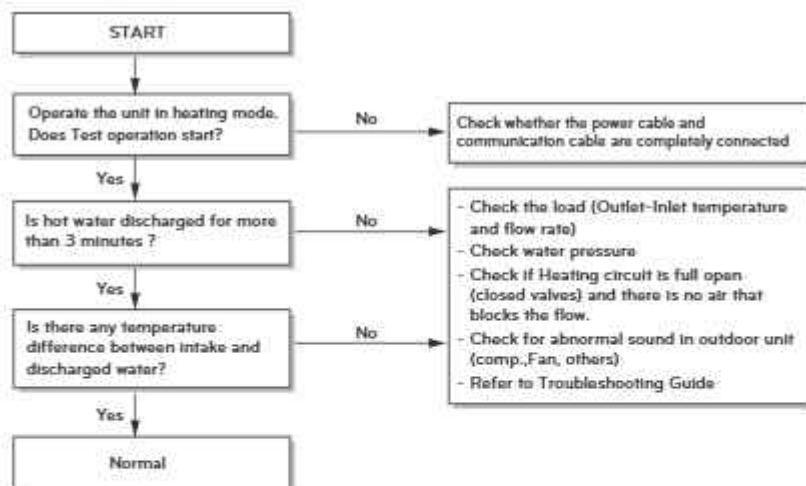 START
Operate the unit in heating mode.
Does Test operation start?
No
Check whether the power cable and
communication cable are completely connected
Yes
Is hot water discharged for more
than 3 minutes ?
No
- Check the load (Outlet-Inlet temperature
and flow rate)
- Check water pressure
- Check if Heating circuit is full open
(closed valves) and there is no air that
blocks the flow.
- Check for abnormal sound in outdoor unit
(comp.,Fan, others)
- Refer to Troubleshooting Guide
Yes
Is there any temperature
difference between intake and
discharged water?
No
Yes
Normal